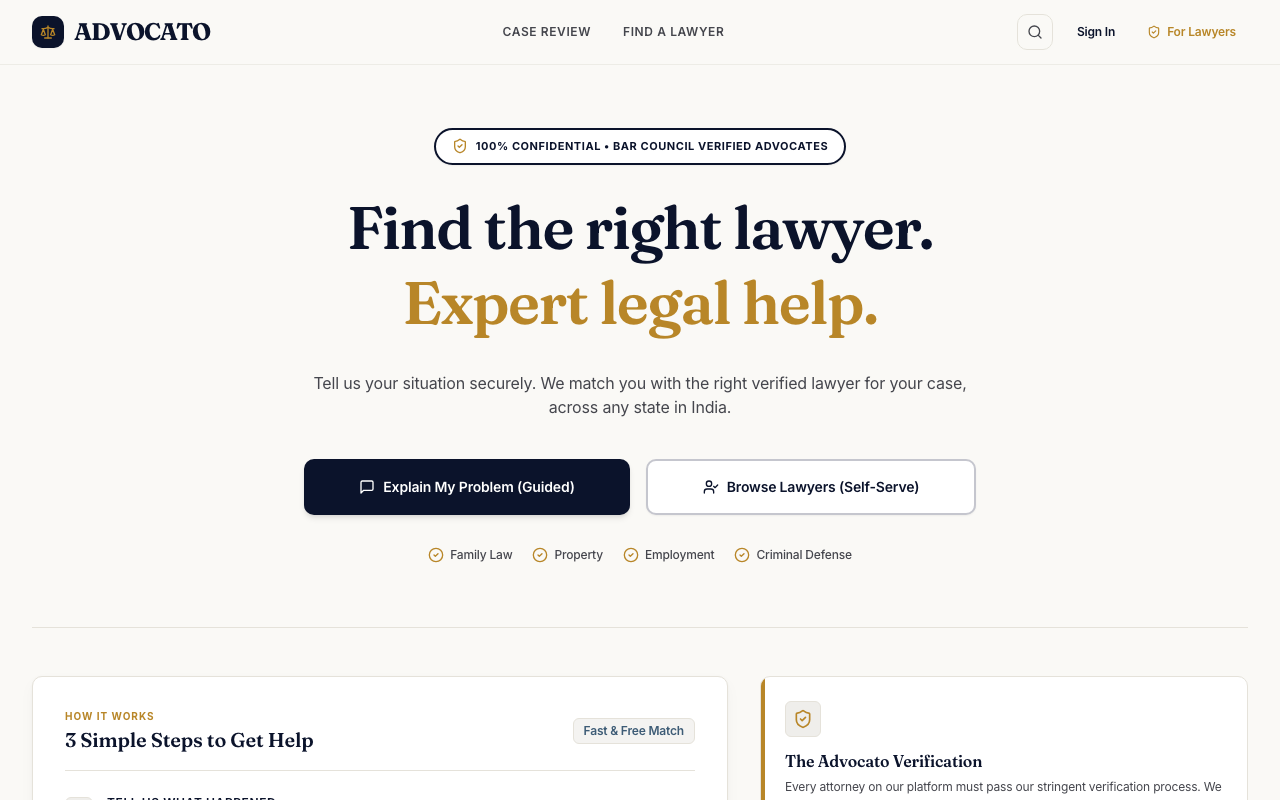 ADVOCATO
CASE REVIEW
FIND A LAWYER
Sign In
For Lawyers
100% CONFIDENTIAL • BAR COUNCIL VERIFIED ADVOCATES
Find the right lawyer.
Expert legal help.
Tell us your situation securely. We match you with the right verified lawyer for your case,
across any state in India.
Explain My Problem (Guided)
Browse Lawyers (Self-Serve)
Family Law
Property
Employment
Criminal Defense
HOW IT WORKS
3 Simple Steps to Get Help
Fast & Free Match
TELL US WHAT HAPPENED
The Advocato Verification
Every attorney on our platform must pass our stringent verification process. We